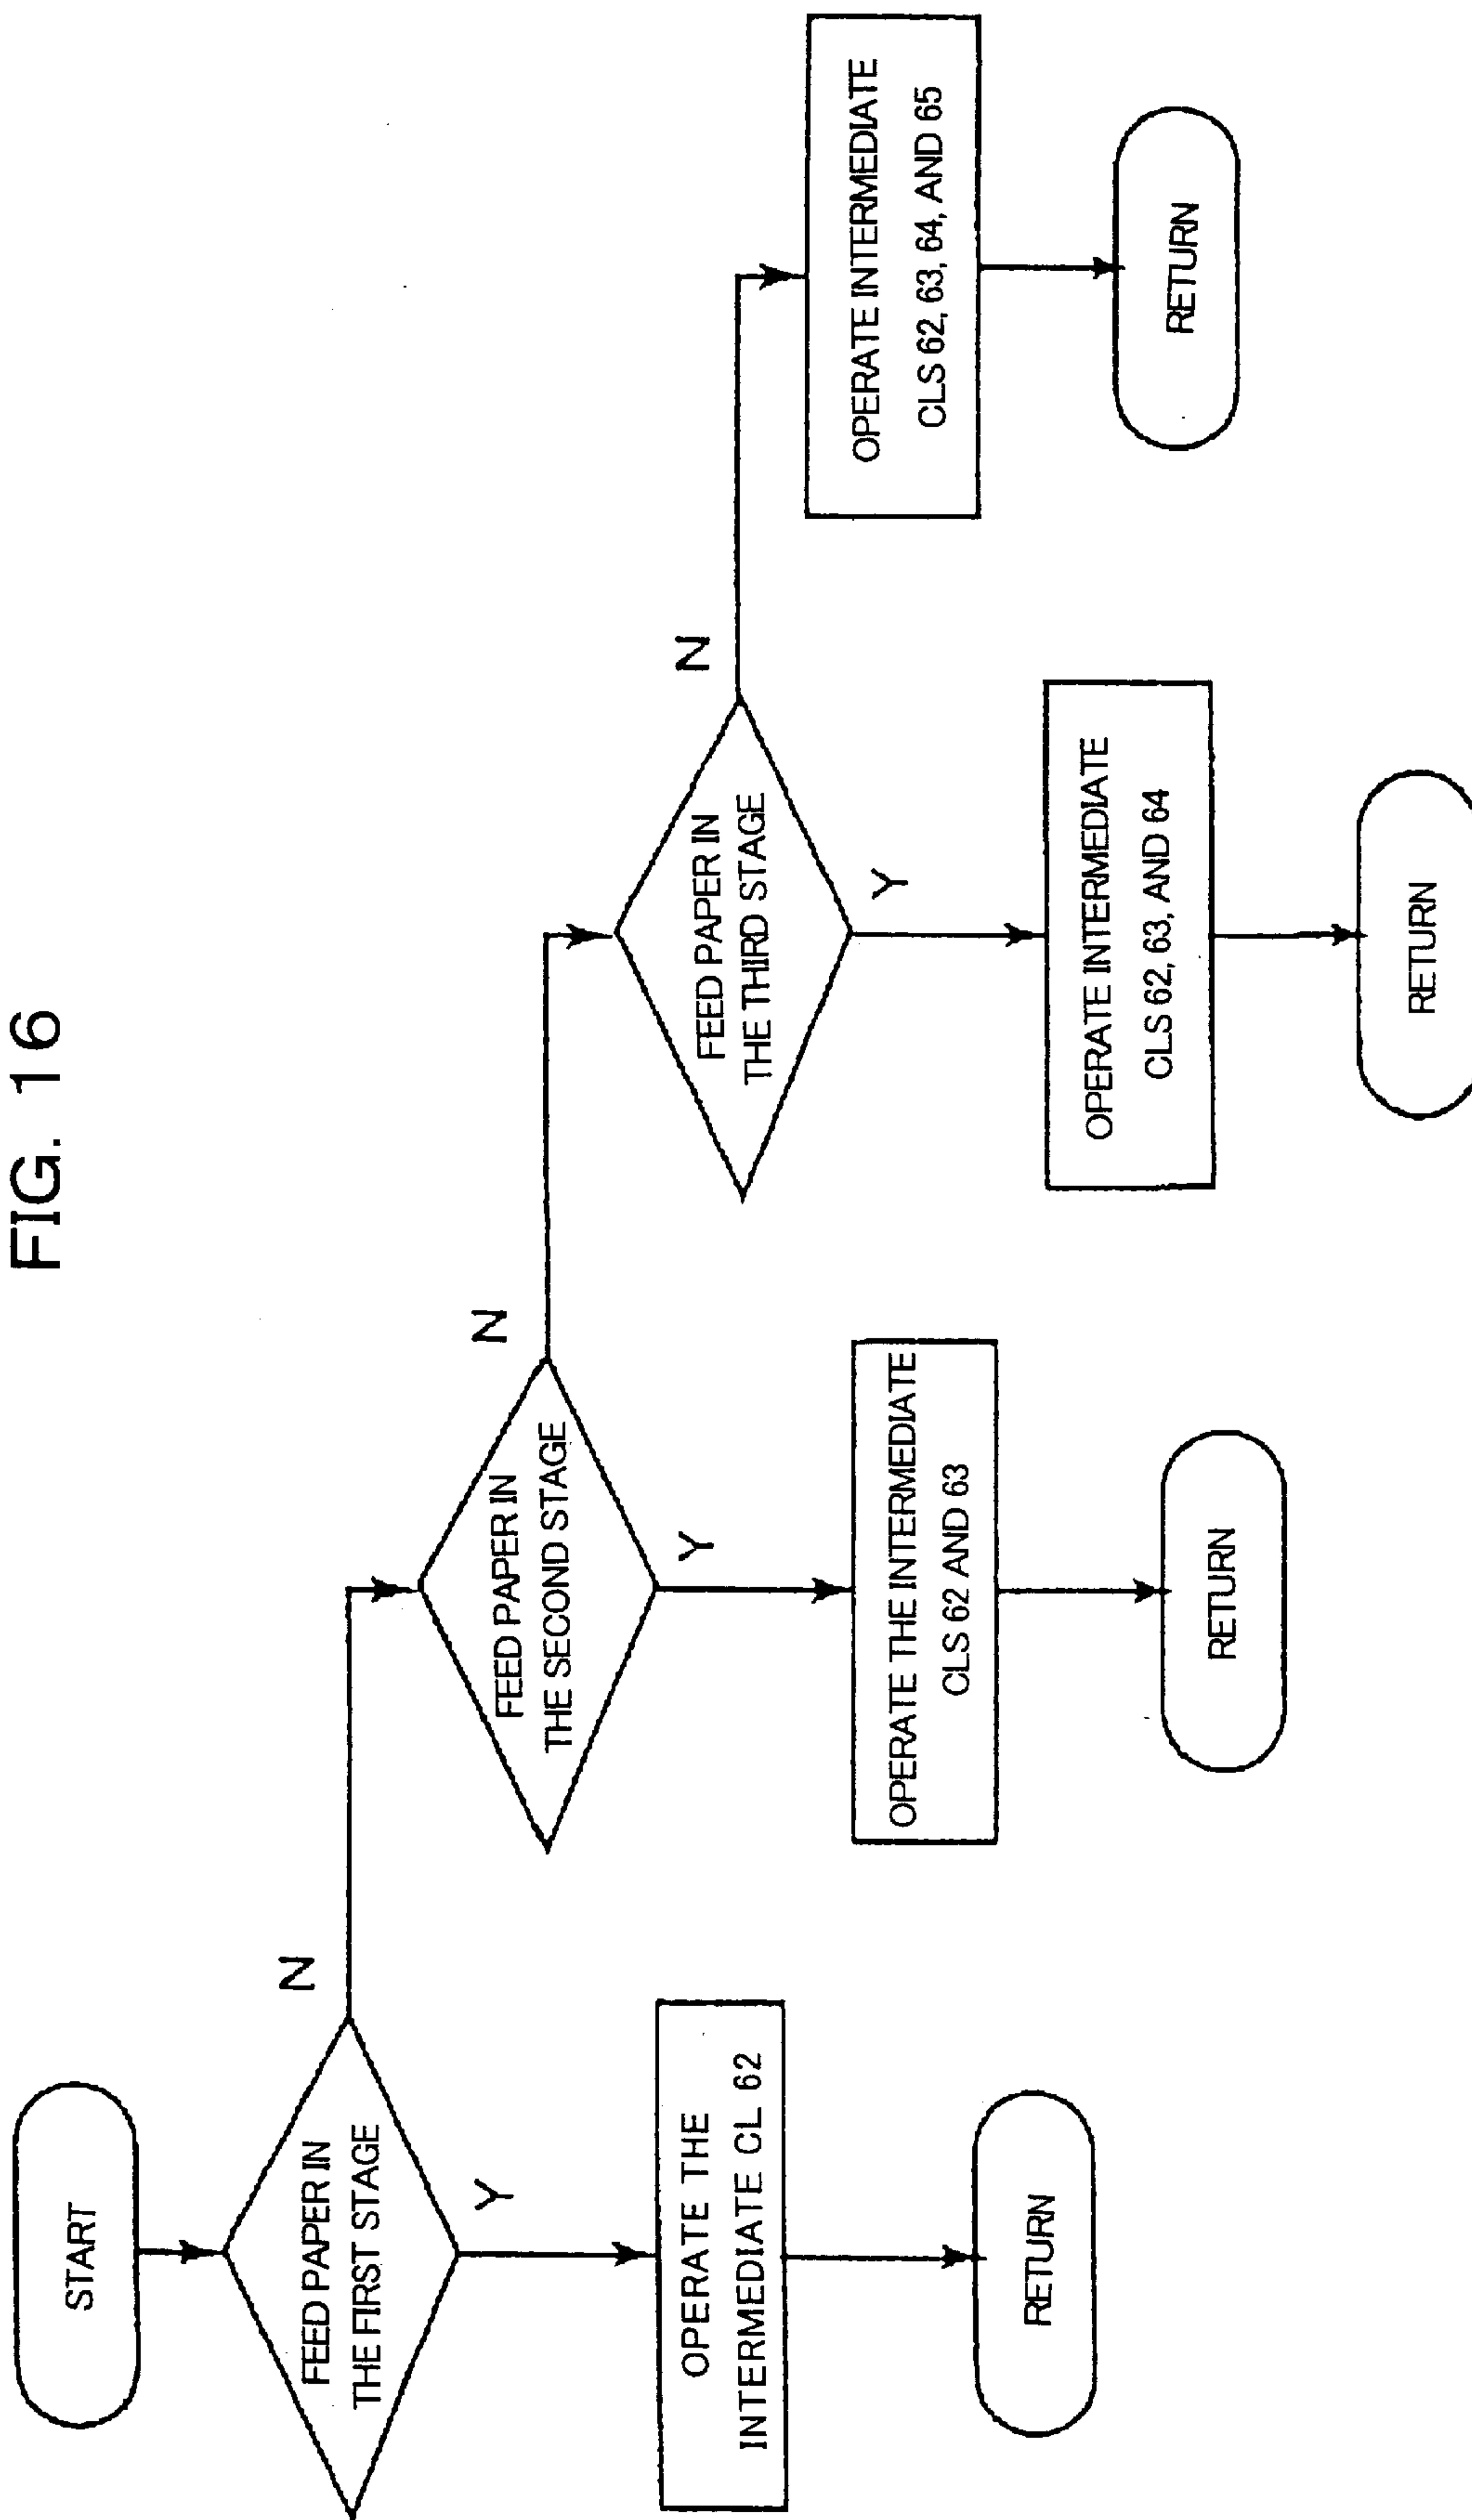 FIG. 16
START
FEED PAPER IN
THE FIRST STAGE
N
Y
OPERATE THE
INTERMEDIATE CL 62
RETURN
FEED PAPER IN
THE SECOND STAGE
N
Y
OPERATE THE INTERMEDIATE
CLS 62 AND 63
RETURN
FEED PAPER IN
THE THIRD STAGE
N
Y
OPERATE INTERMEDIATE
CLS 62, 63, AND 64
RETURN
OPERATE INTERMEDIATE
CLS 62, 63, 64, AND 65
RETURN